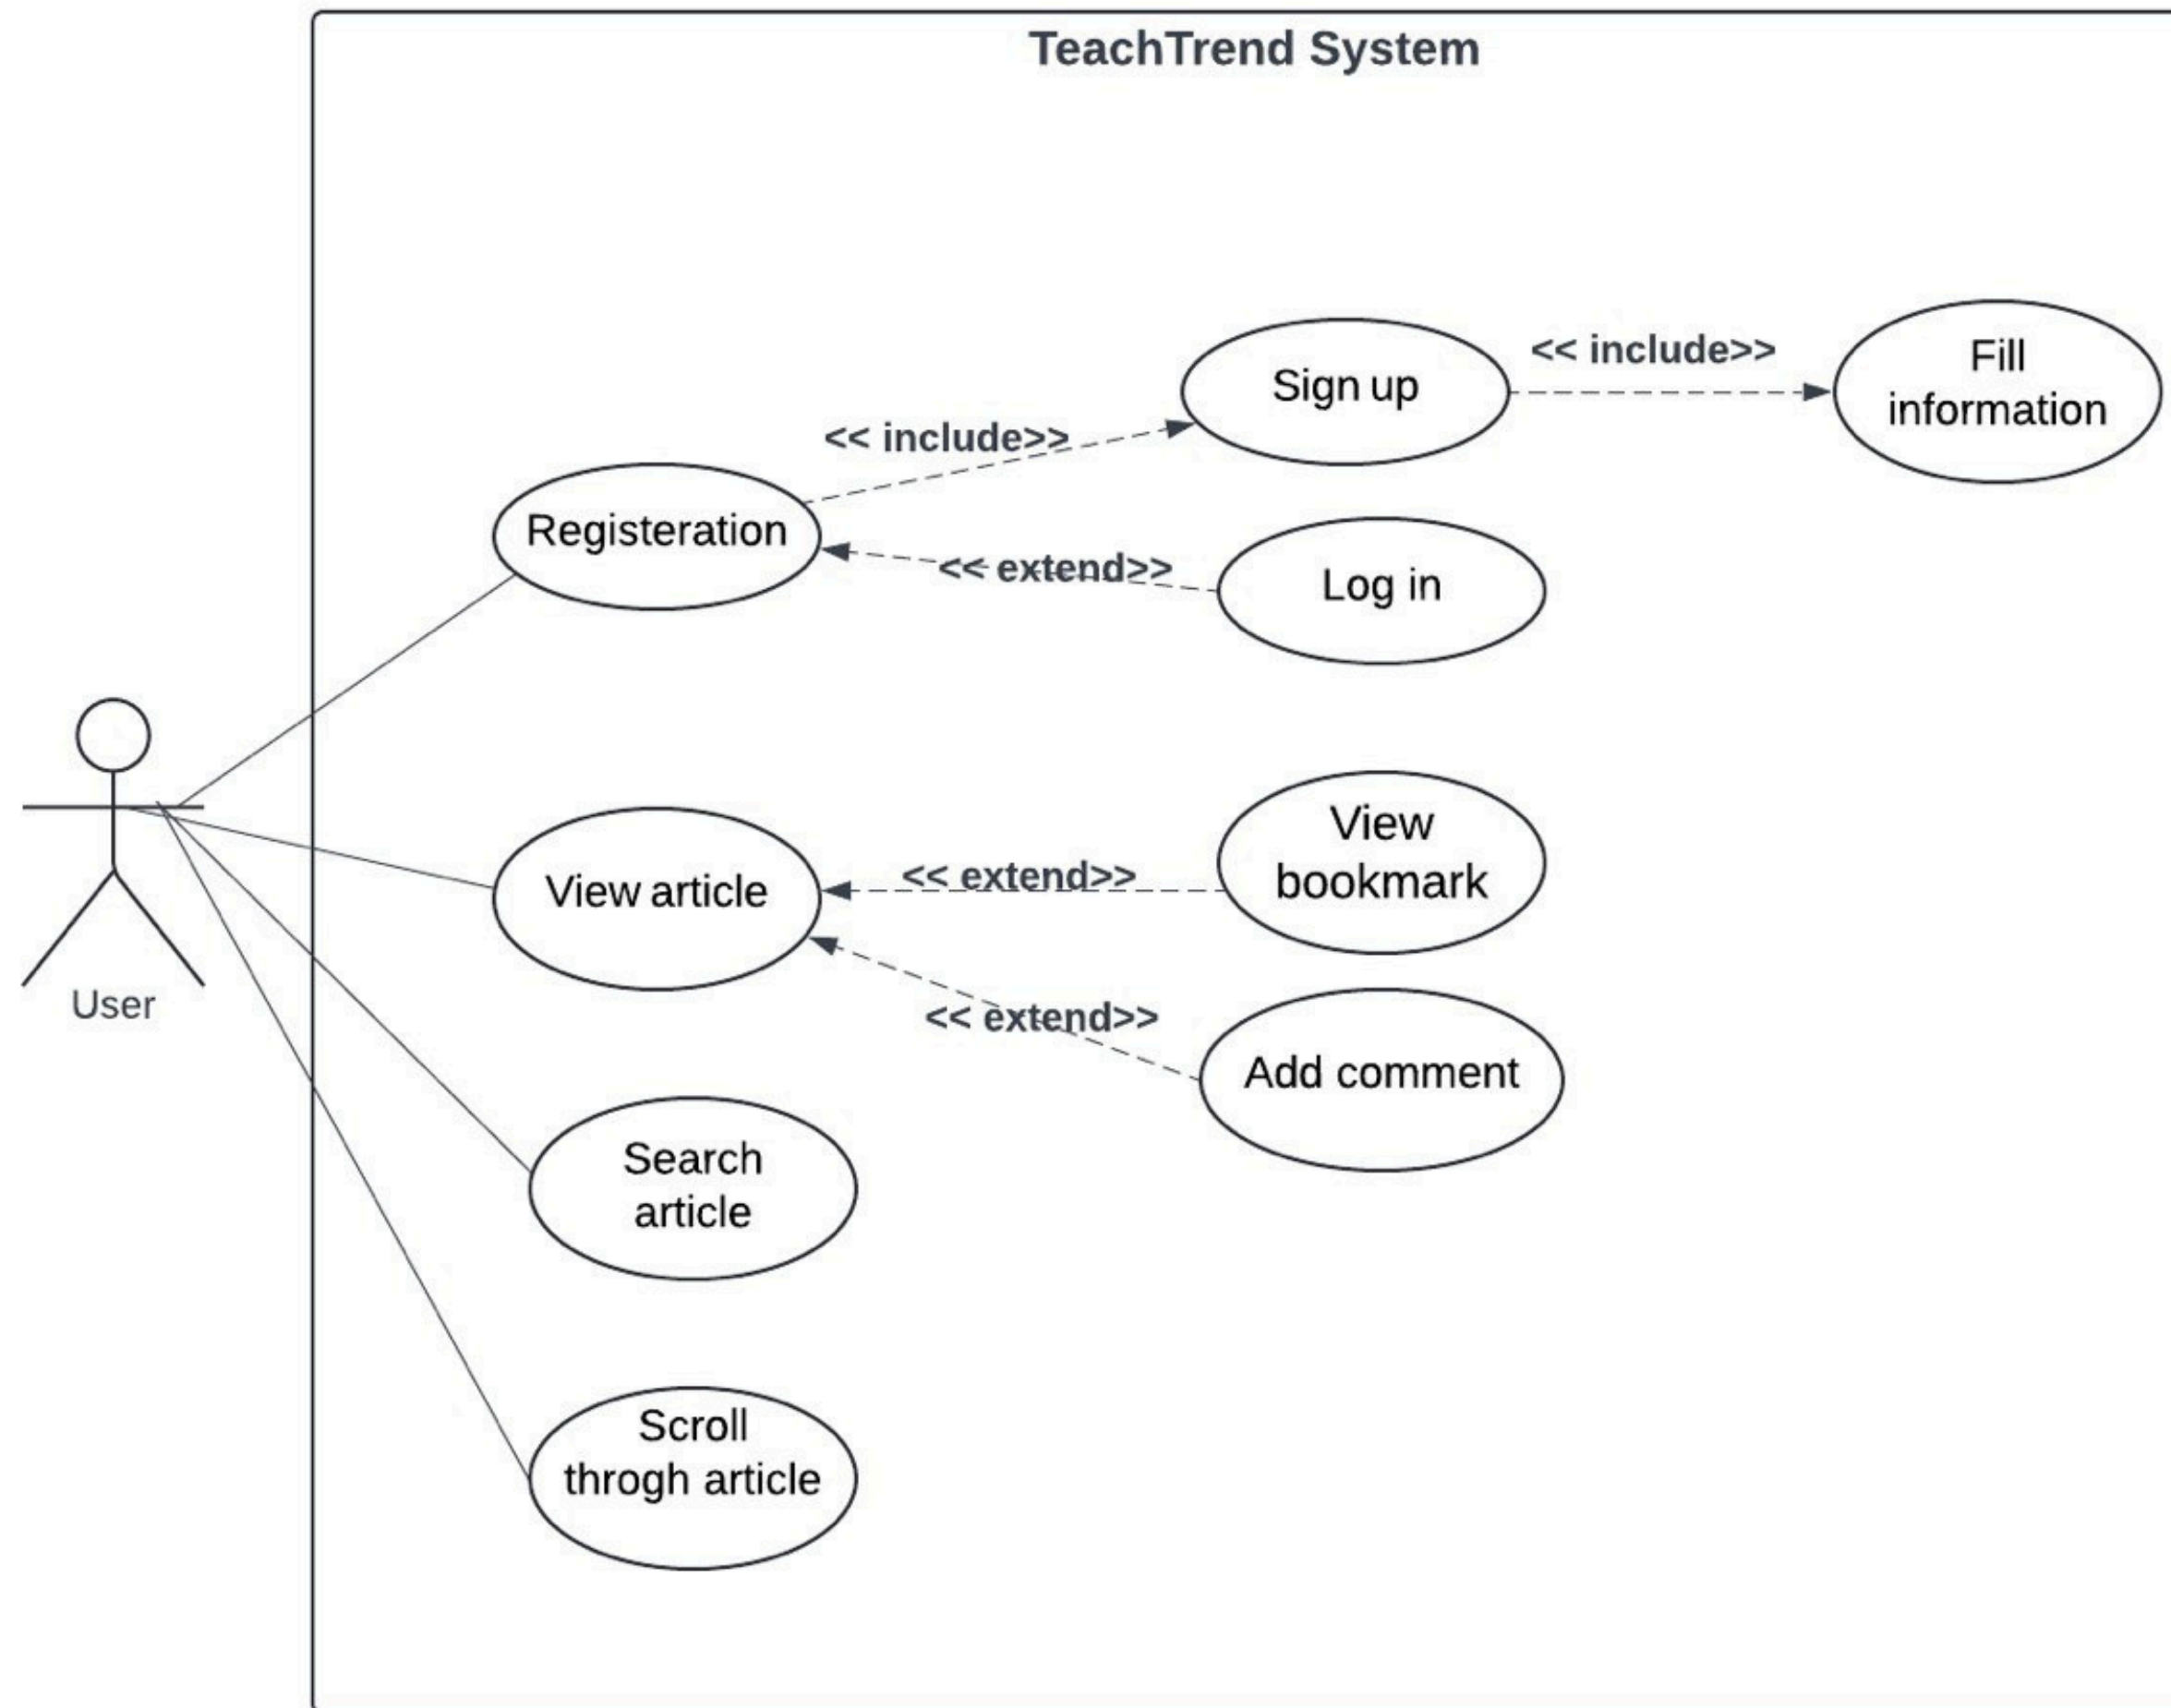 TeachTrend System
Sign up
<< include>>
Fill
information
<< include>>
Registeration
<< extend>>
Log in
User
View article
<< extend>>
View
bookmark
<< extend>>
Add comment
Search
article
Scroll
throgh article